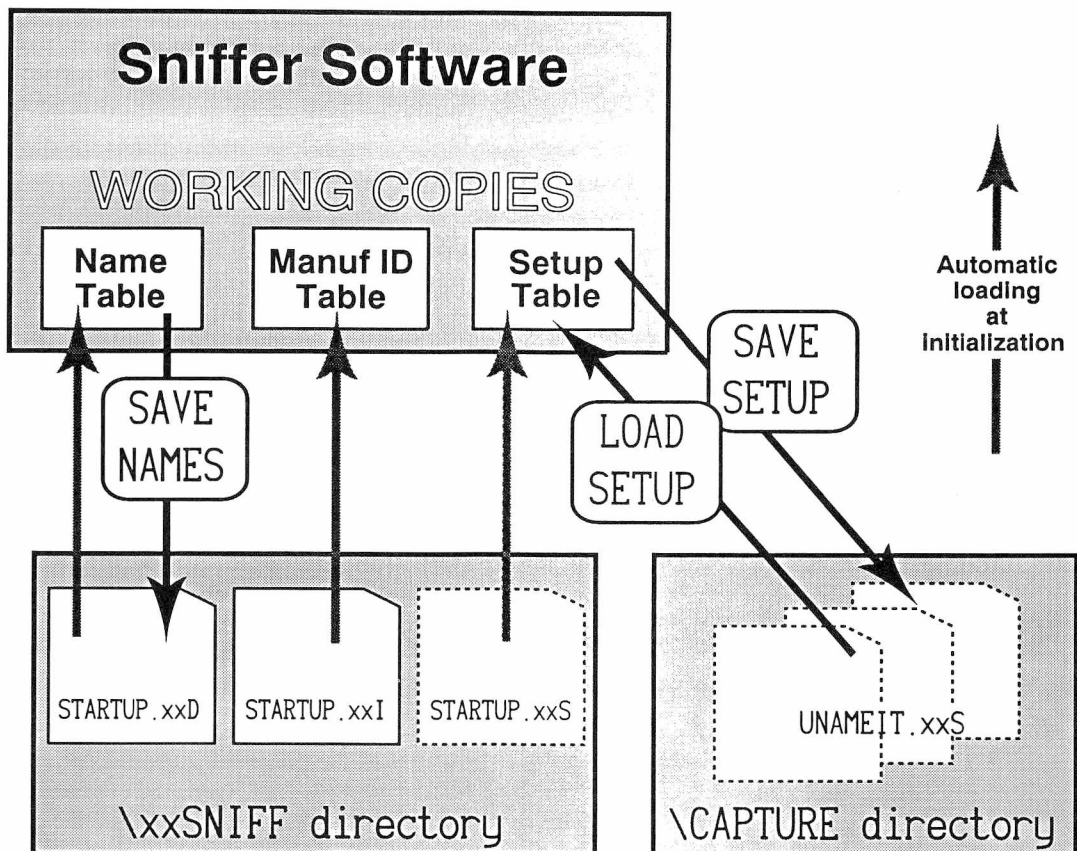 Sniffer Software
WORKING COPIES
Name
Table
Manuf ID
Table
Setup
Table
Automatic
loading
at
initialization
SAVE
NAMES
SAVE
SETUP
LOAD
SETUP
STARTUP.xxD
STARTUP.xxI
STARTUP.xxS
UNAMEIT.xxS
\xxSNIFF directory
\CAPTURE directory